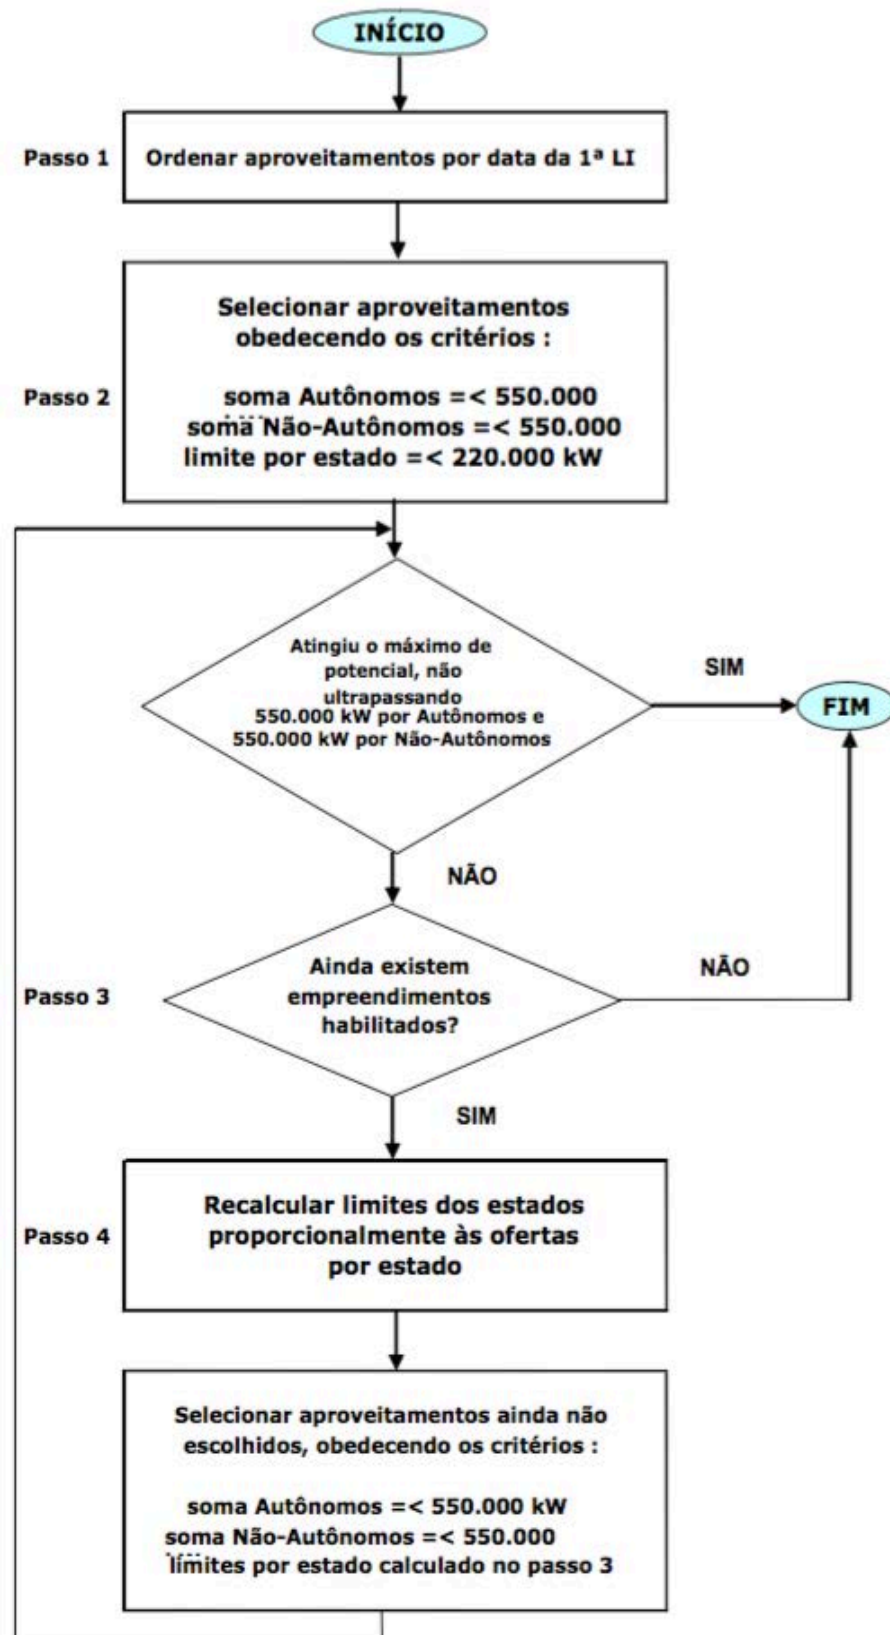 INÍCIO
Passo 1
Ordenar aproveitamentos por data da 1ª LI
Selecionar aproveitamentos
obedecendo os critérios :
Passo 2
soma Autônomos =< 550.000
soma Não-Autônomos =< 550.000
limite por estado =< 220.000 kW
Atingiu o máximo de
potencial, não
ultrapassando
550.000 kW por Autônomos e
550.000 kW por Não-Autônomos
SIM
FIM
NÃO
Passo 3
Ainda existem
empreendimentos
habilitados?
NÃO
SIM
Passo 4
Recalcular limites dos estados
proporcionalmente às ofertas
por estado
Selecionar aproveitamentos ainda não
escolhidos, obedecendo os critérios :
soma Autônomos =< 550.000 kW
soma Não-Autônomos =< 550.000
limites por estado calculado no passo 3